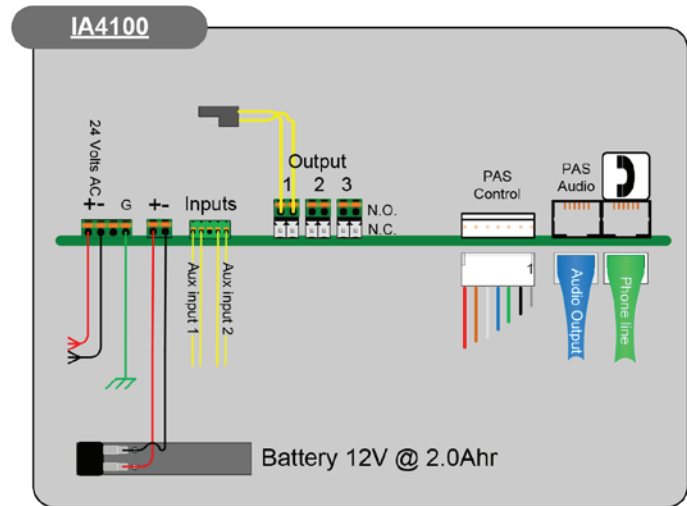 IA4100
24 Volts AC
+ -
G
+ -
Inputs
Output
1 2 3
N.O.
N.C.
PAS
Control
PAS
Audio
Aux input 1
Aux input 2
1
Audio Output
Phone line
Battery 12V @ 2.0Ahr